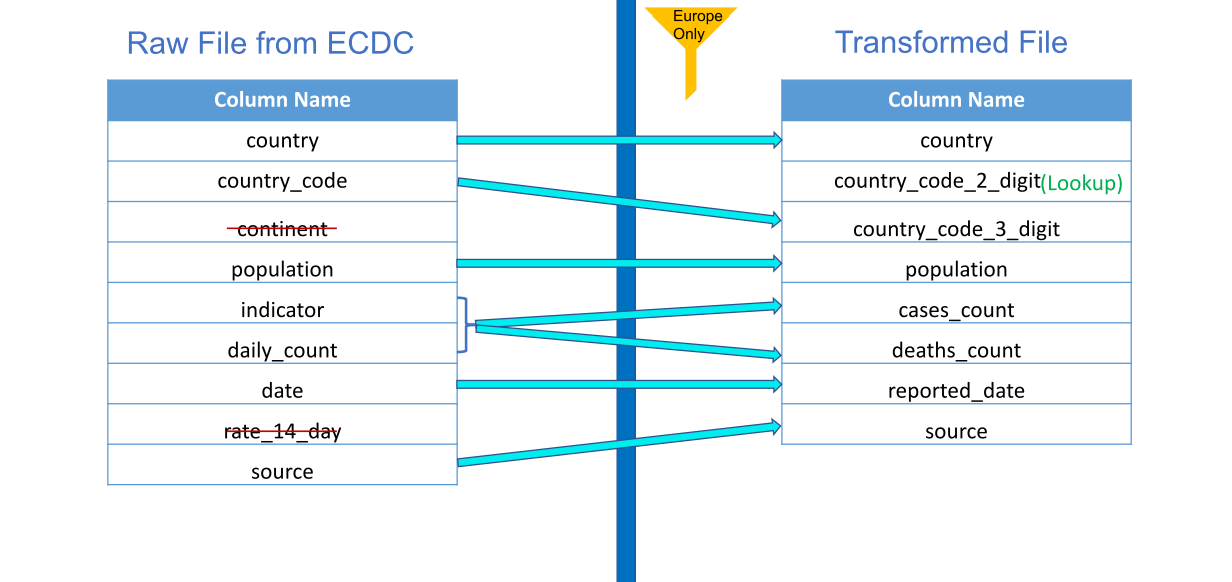 Raw File from ECDC
Europe
Only
Transformed File
Column Name
country
country_code
continent
population
indicator
daily_count
date
rate_14_day
source
Column Name
country
country_code_2_digit(Lookup)
country_code_3_digit
population
cases_count
deaths_count
reported_date
source